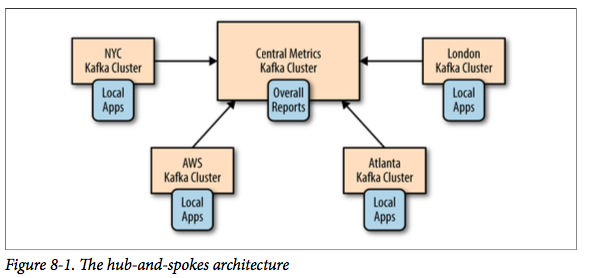 NYC
Kafka Cluster
Local
Apps
Central Metrics
Kafka Cluster
Overall
Reports
London
Kafka Cluster
Local
Apps
AWS
Kafka Cluster
Local
Apps
Atlanta
Kafka Cluster
Local
Apps
Figure 8-1. The hub-and-spokes architecture